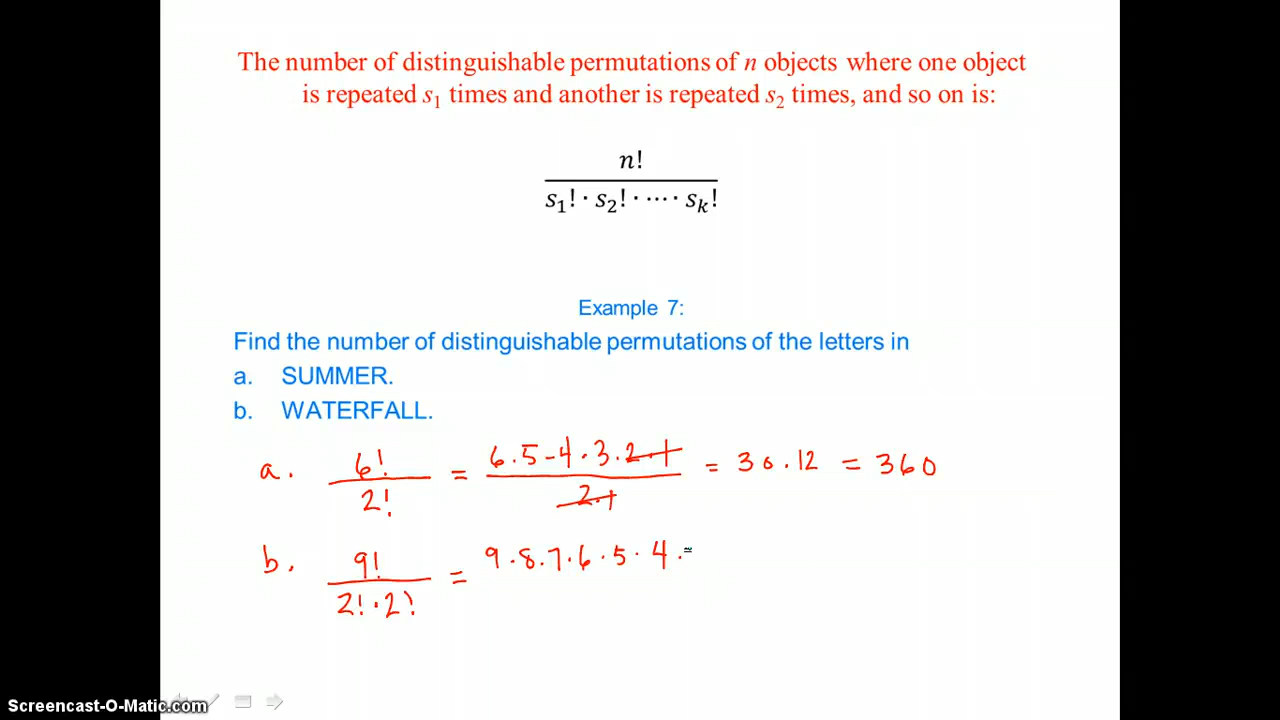 The number of distinguishable permutations of n objects where one object
is repeated s₁ times and another is repeated s₂ times, and so on is:
n!
s₁! · s₂! · ⋯ · sₖ!
Example 7:
Find the number of distinguishable permutations of the letters in
a. SUMMER.
b. WATERFALL.
a. 6!/2! = 6·5-4·3·2·1/2·1 = 30·12 = 360
b. 9!/2!·2! = 9·8·7·6·5·4·
Screencast-O-Matic.com